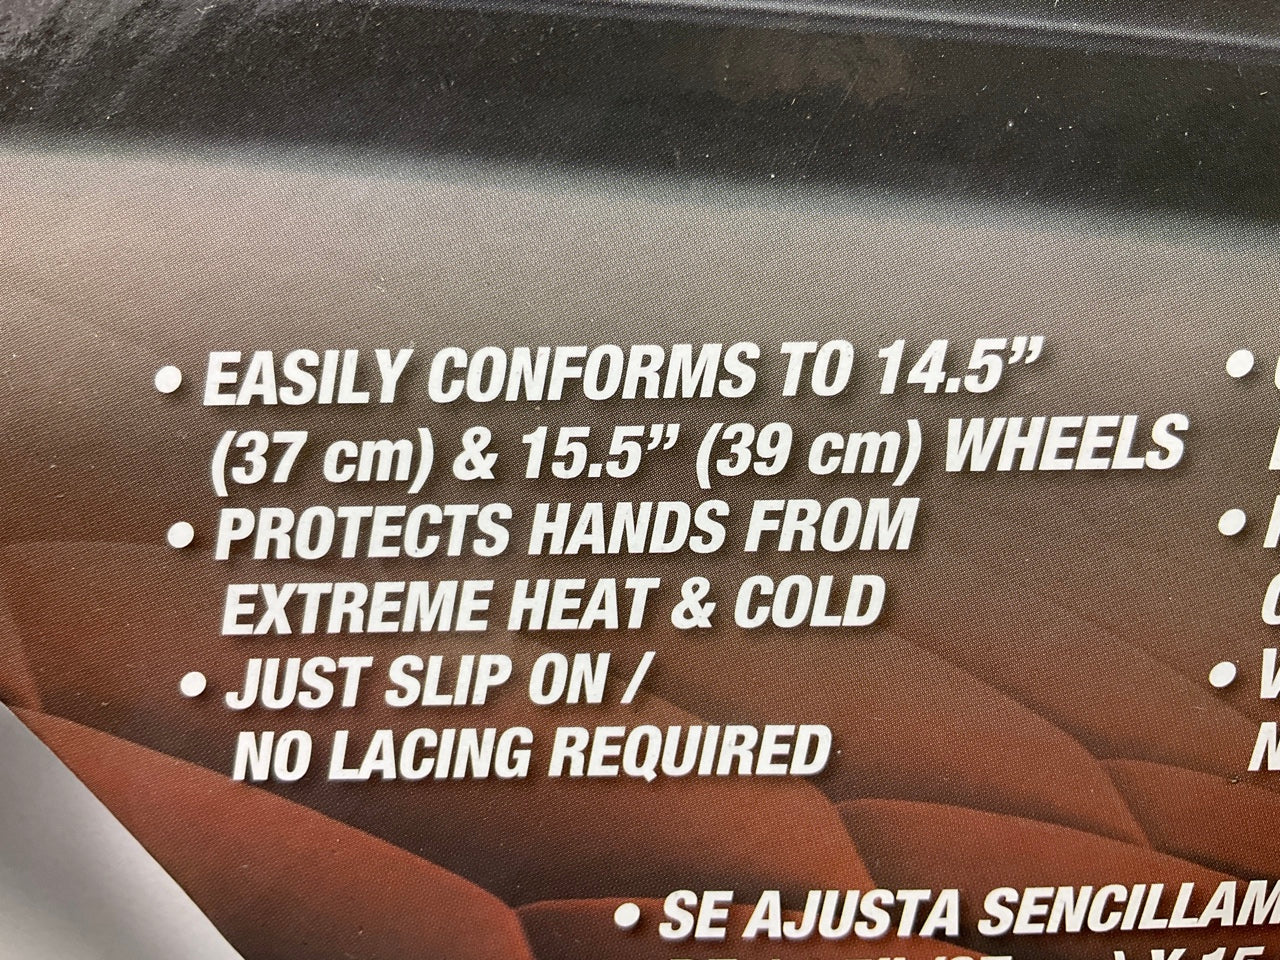 • EASILY CONFORMS TO 14.5”
(37 cm) & 15.5” (39 cm) WHEELS
• PROTECTS HANDS FROM
EXTREME HEAT & COLD
• JUST SLIP ON /
NO LACING REQUIRED
• SE AJUSTA SENCILLAM